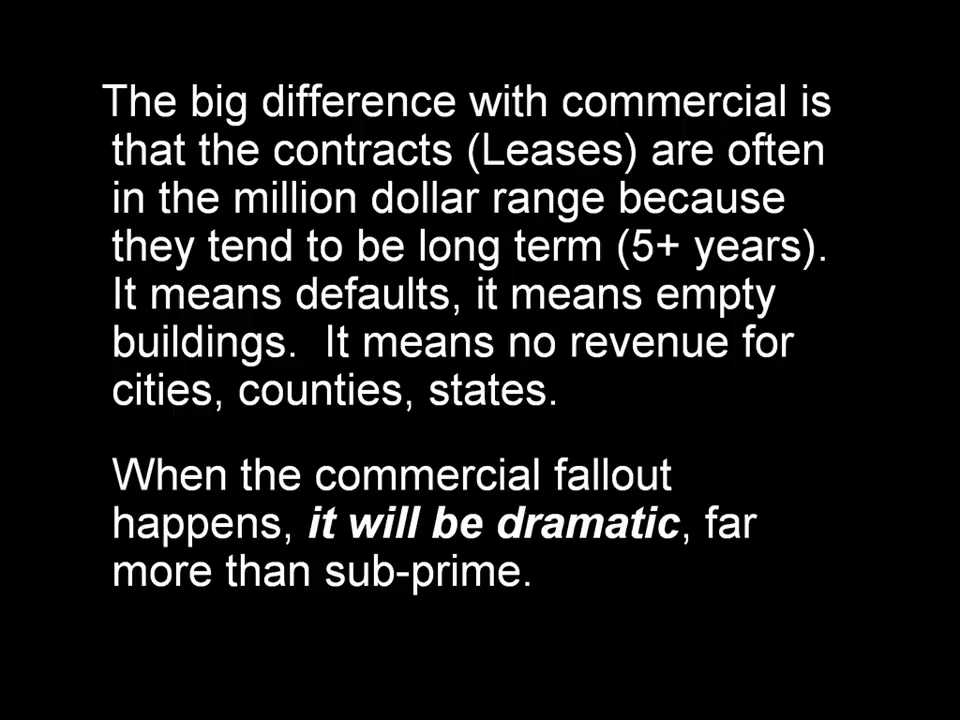 The big difference with commercial is
that the contracts (Leases) are often
in the million dollar range because
they tend to be long term (5+ years).
It means defaults, it means empty
buildings.  It means no revenue for
cities, counties, states.
When the commercial fallout
happens, it will be dramatic, far
more than sub-prime.